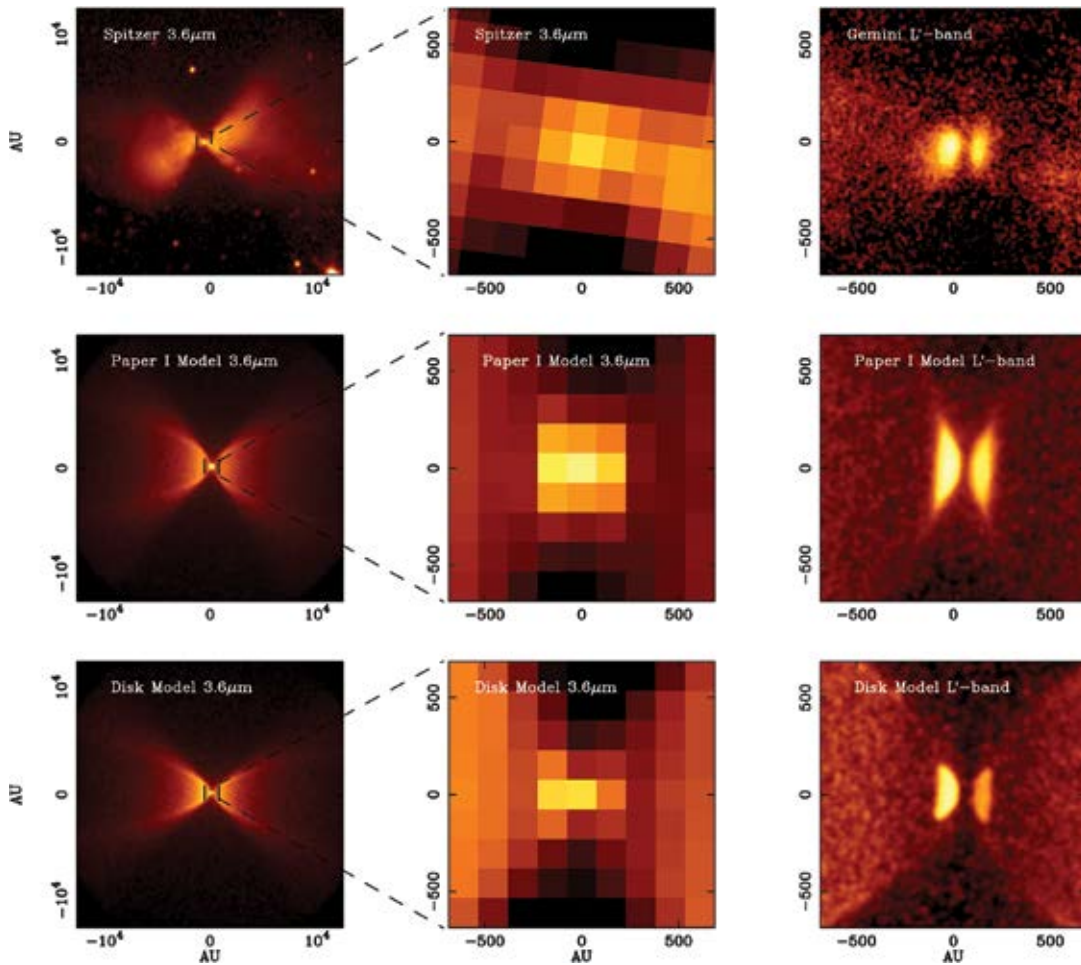 Spitzer 3.6μm
Spitzer 3.6μm
Gemini L'-band
AU
10⁴
0
−10⁴
500
0
−500
500
0
−500
−10⁴ 0 10⁴
−500 0 500
−500 0 500
Paper I Model 3.6μm
Paper I Model 3.6μm
Paper I Model L'-band
10⁴
0
−10⁴
500
0
−500
500
0
−500
−10⁴ 0 10⁴
−500 0 500
−500 0 500
Disk Model 3.6μm
Disk Model 3.6μm
Disk Model L'-band
AU
10⁴
0
−10⁴
500
0
−500
500
0
−500
−10⁴ 0 10⁴
−500 0 500
−500 0 500
AU
AU
AU